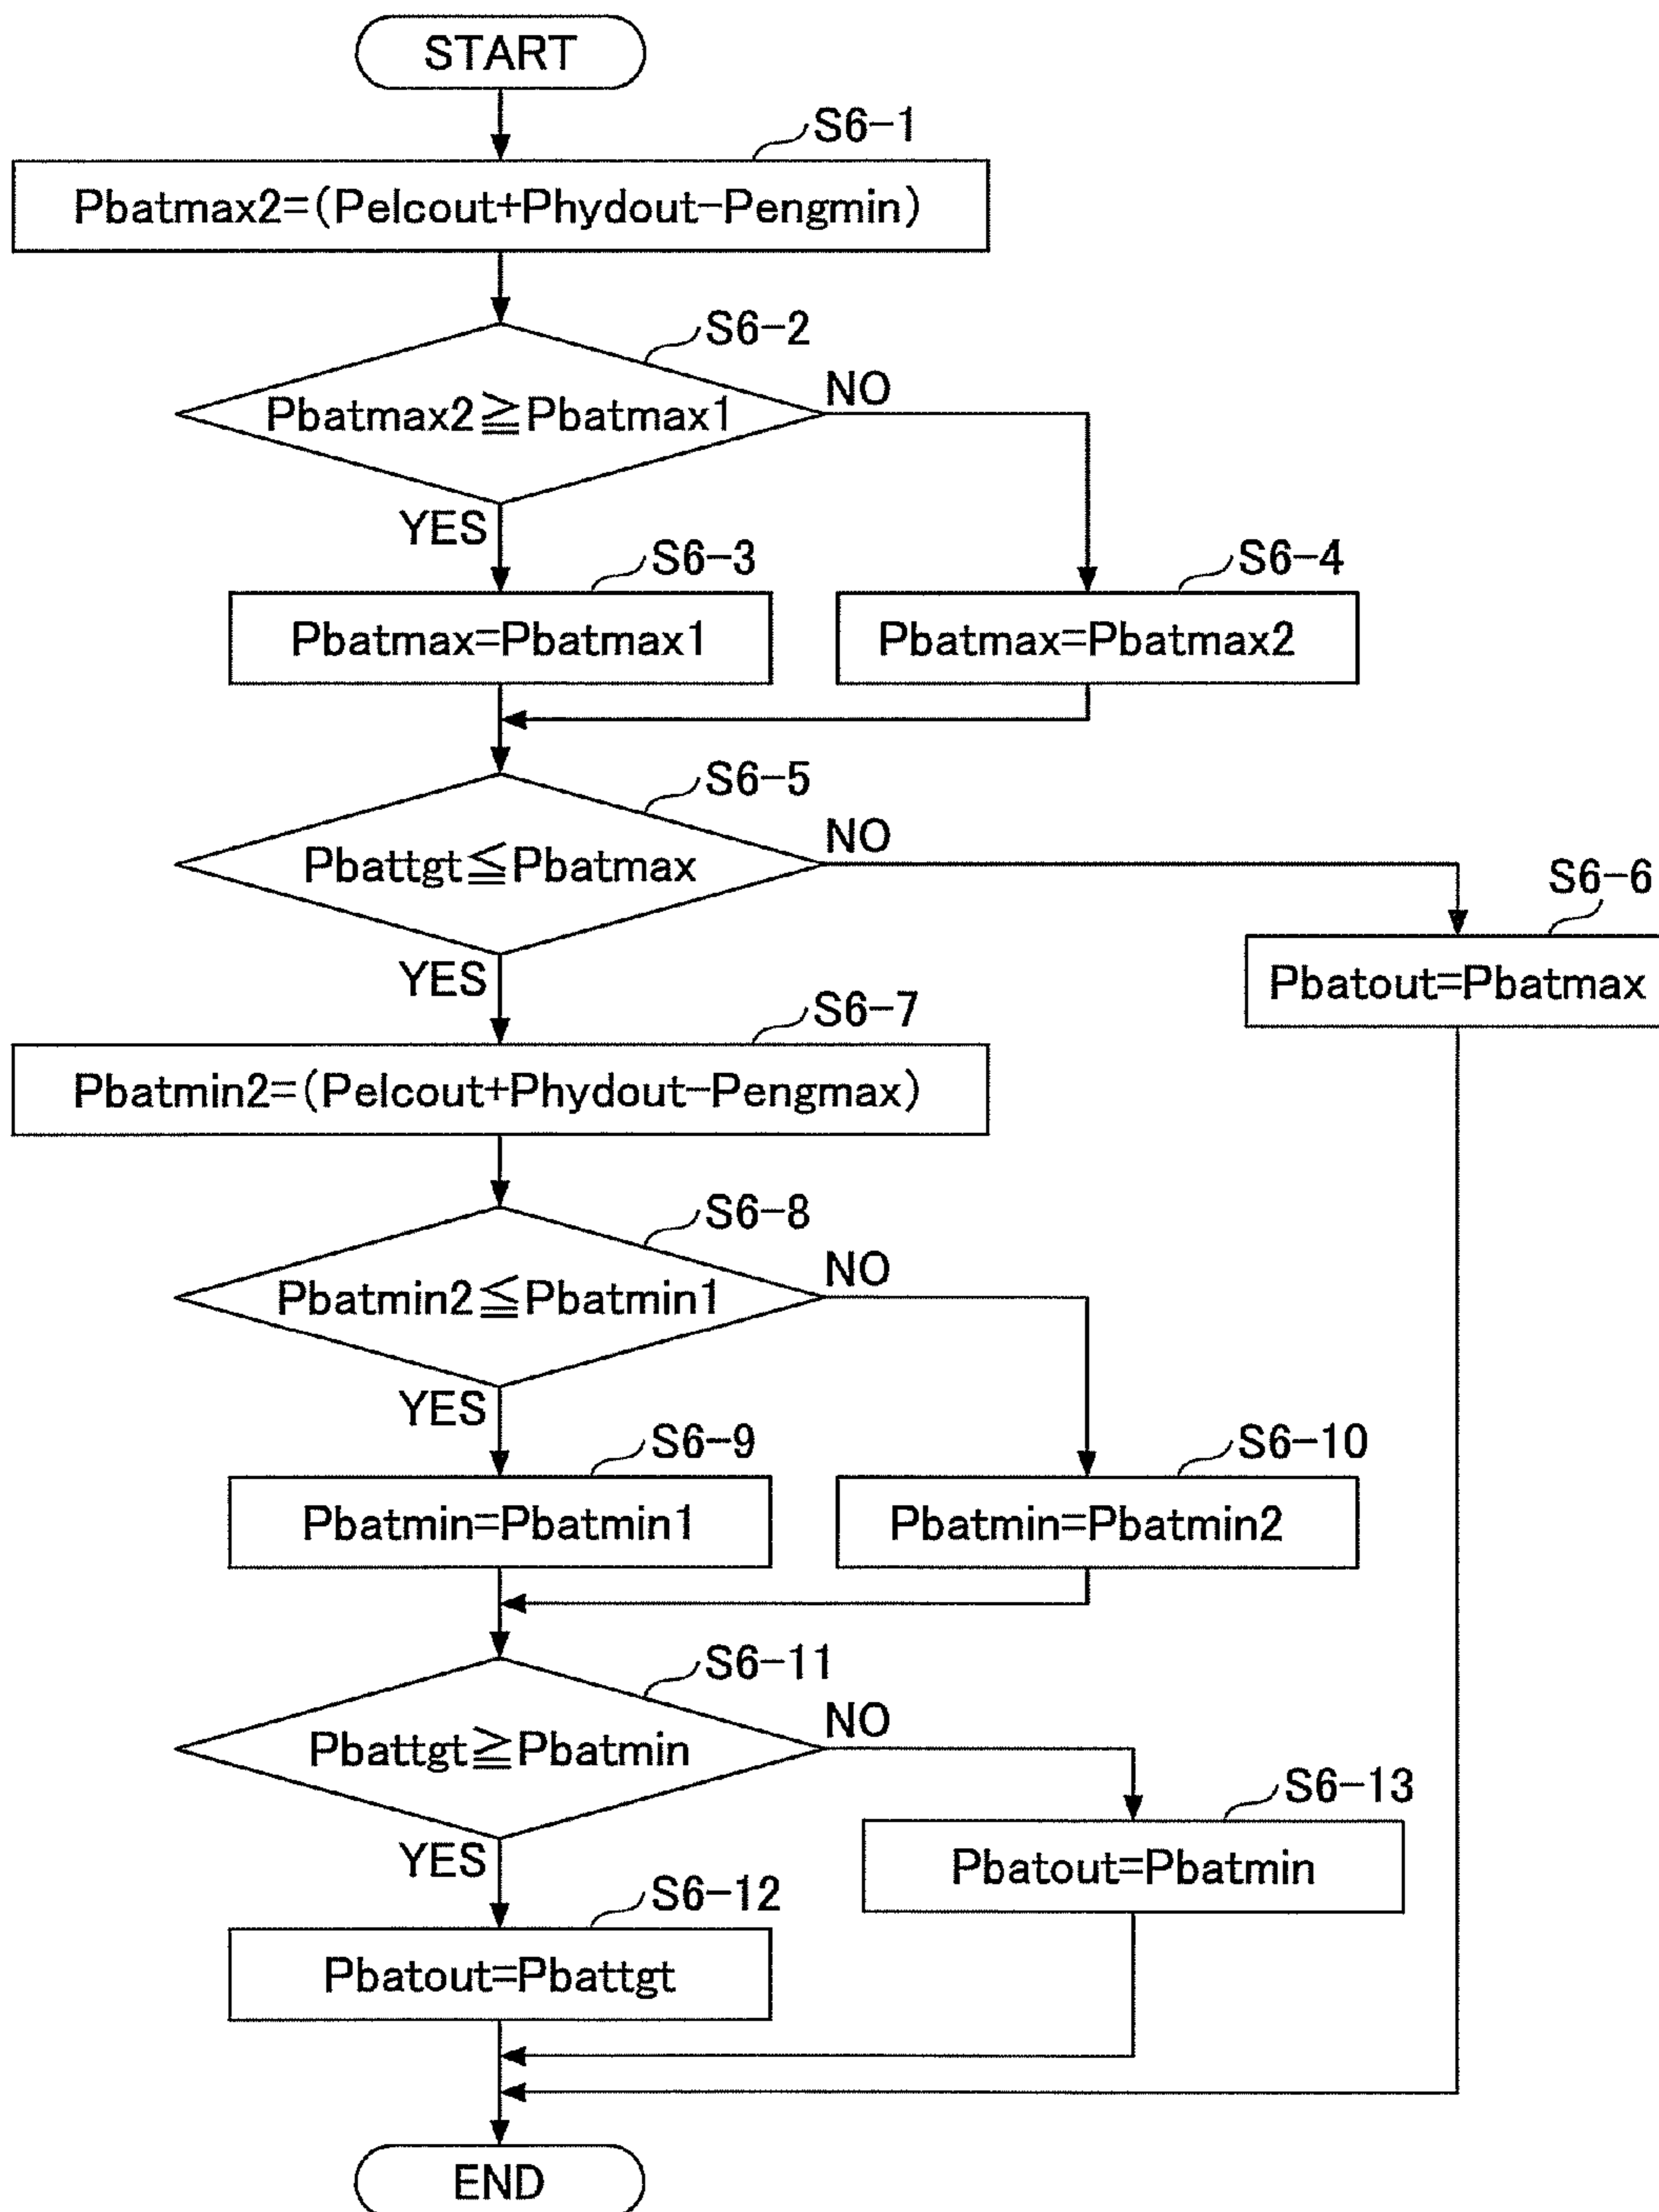 START
S6-1
Pbatmax2=(Pelcout+Phydout-Pengmin)
S6-2
Pbatmax2≧Pbatmax1
NO
YES
S6-3
Pbatmax=Pbatmax1
S6-4
Pbatmax=Pbatmax2
S6-5
Pbattgt≦Pbatmax
NO
YES
S6-6
Pbatout=Pbatmax
S6-7
Pbatmin2=(Pelcout+Phydout-Pengmax)
S6-8
Pbatmin2≦Pbatmin1
NO
YES
S6-9
Pbatmin=Pbatmin1
S6-10
Pbatmin=Pbatmin2
S6-11
Pbattgt≧Pbatmin
NO
YES
S6-13
Pbatout=Pbatmin
S6-12
Pbatout=Pbattgt
END